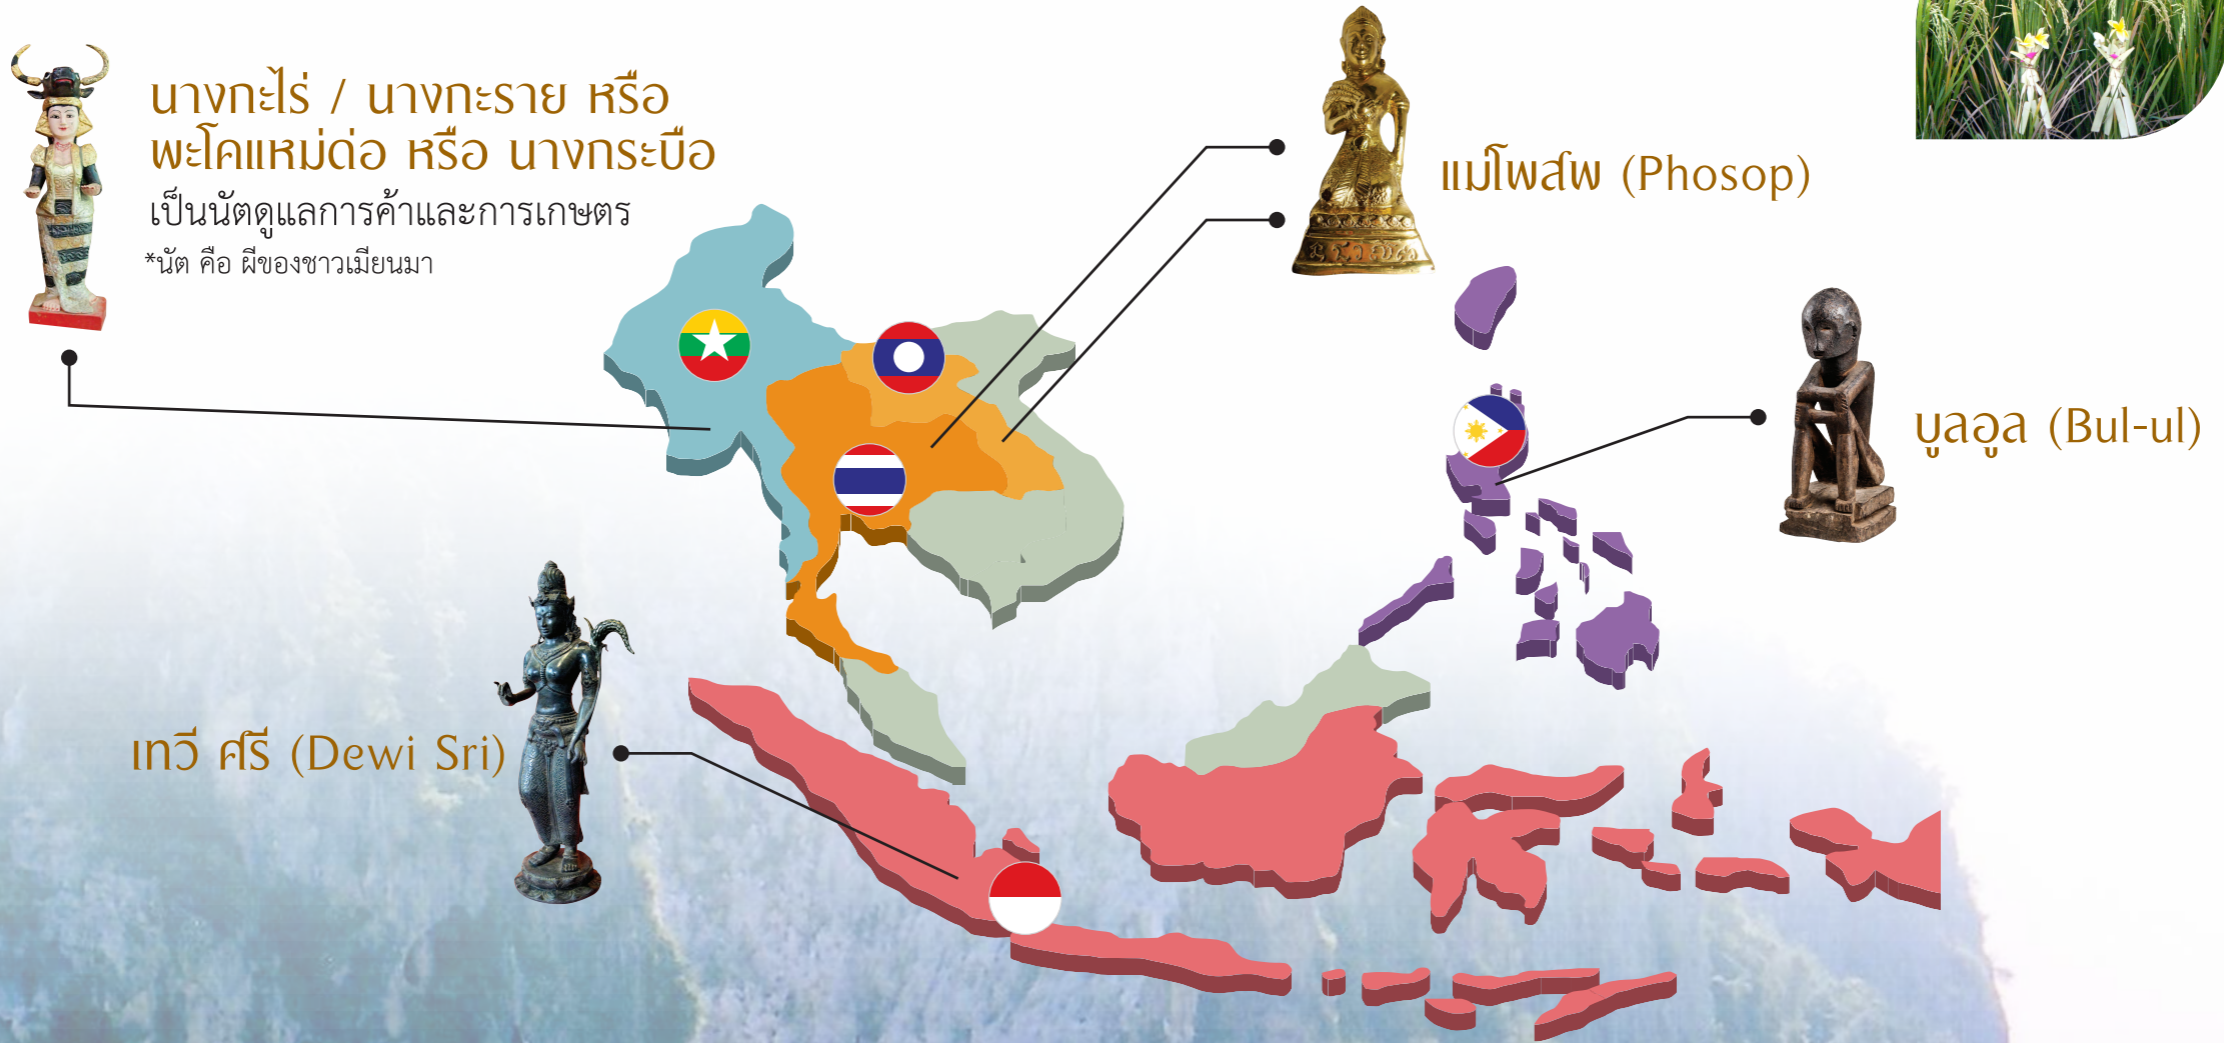 นางกะไร่ / นางกะราย หรือ
พะโคแหม่ด่อ หรือ นางกระบือ
เป็นนัตดูแลการค้าและการเกษตร
*นัต คือ ผีของชาวเมียนมา
แม่โพสพ (Phosop)
บูลอูล (Bul-ul)
เทวี ศรี (Dewi Sri)